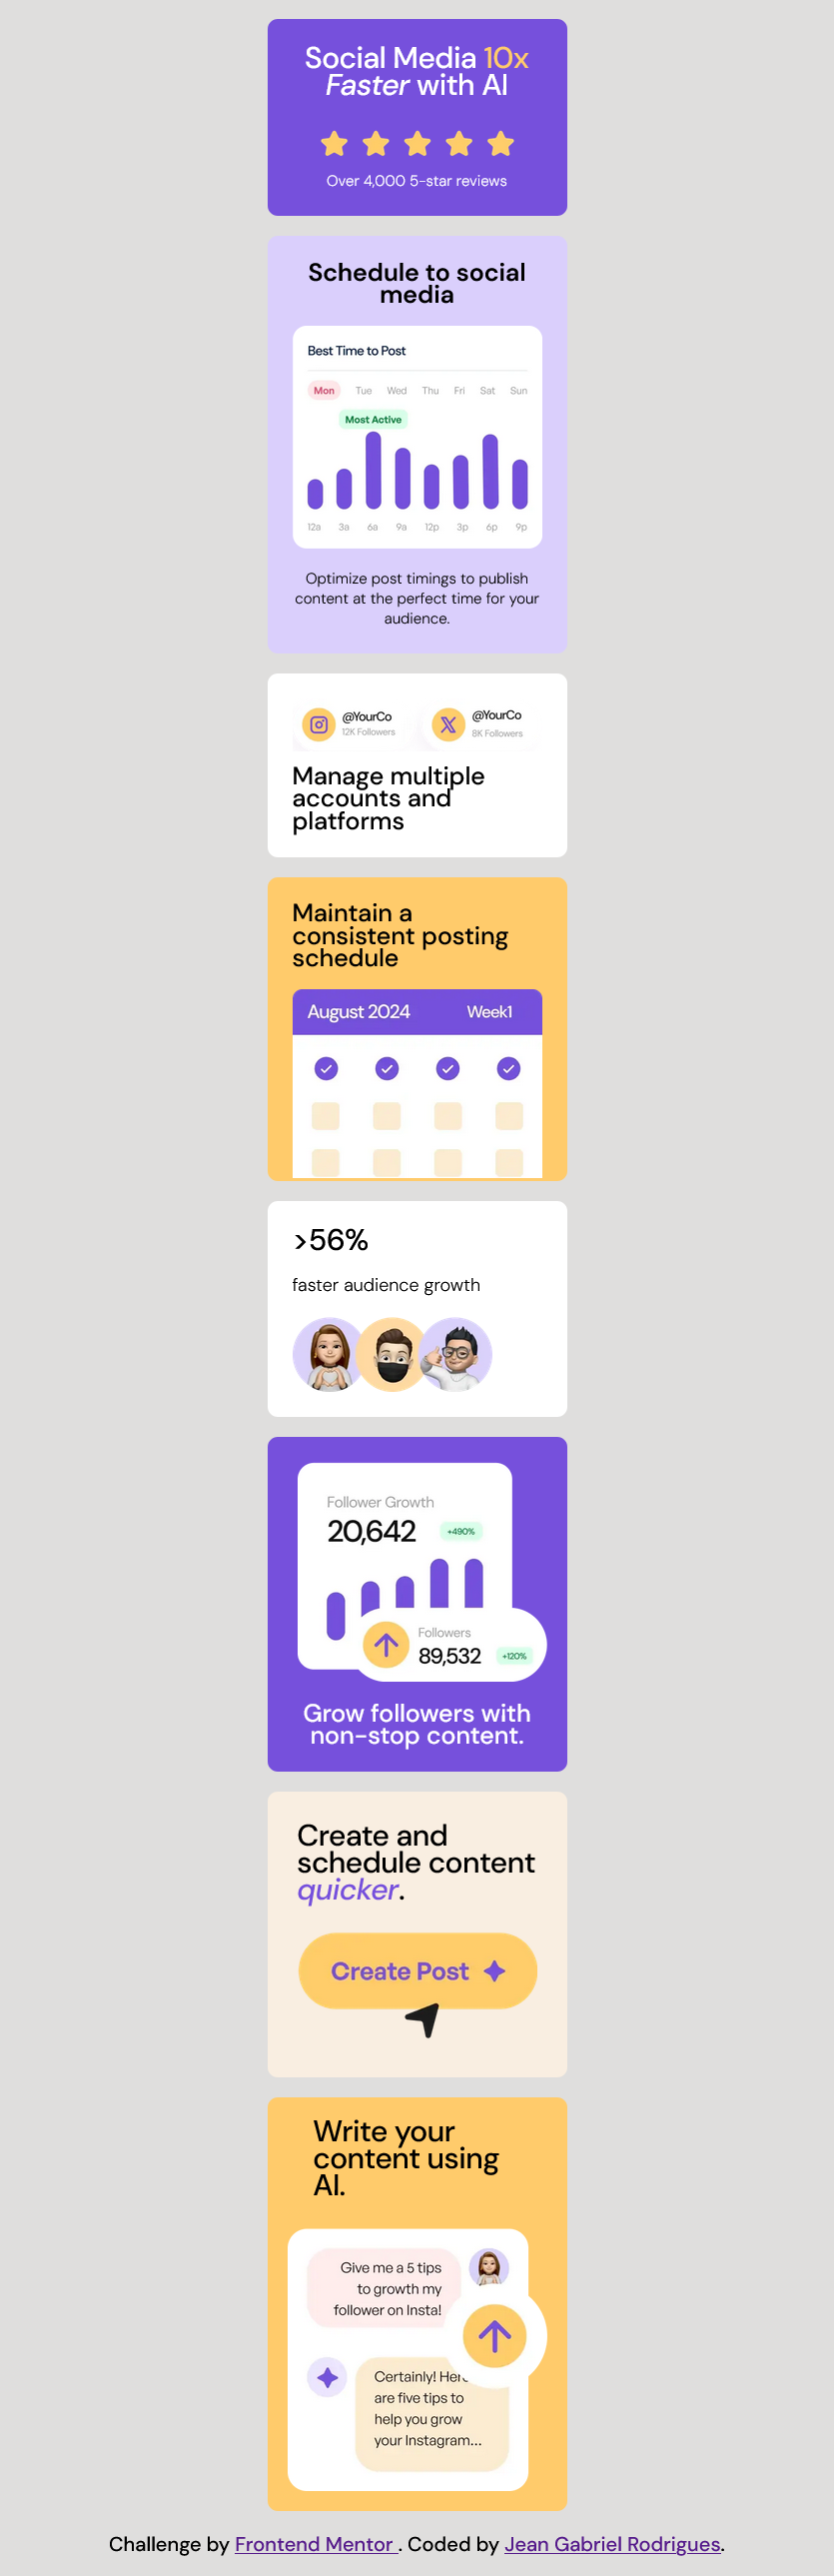 Social Media 10x
Faster with AI
Over 4,000 5-star reviews
Schedule to social
media
Best Time to Post
Mon Tue Wed Thu Fri Sat Sun
Most Active
12a 3a 6a 9a 12p 3p 6p 9p
Optimize post timings to publish
content at the perfect time for your
audience.
@YourCo
12K Followers
@YourCo
8K Followers
Manage multiple
accounts and
platforms
Maintain a
consistent posting
schedule
August 2024 Week1
>56%
faster audience growth
Follower Growth
20,642 +490%
Followers
89,532 +120%
Grow followers with
non-stop content.
Create and
schedule content
quicker.
Create Post
Write your
content using
AI.
Give me a 5 tips
to growth my
follower on Insta!
Certainly! Here
are five tips to
help you grow
your Instagram...
Challenge by Frontend Mentor . Coded by Jean Gabriel Rodrigues.